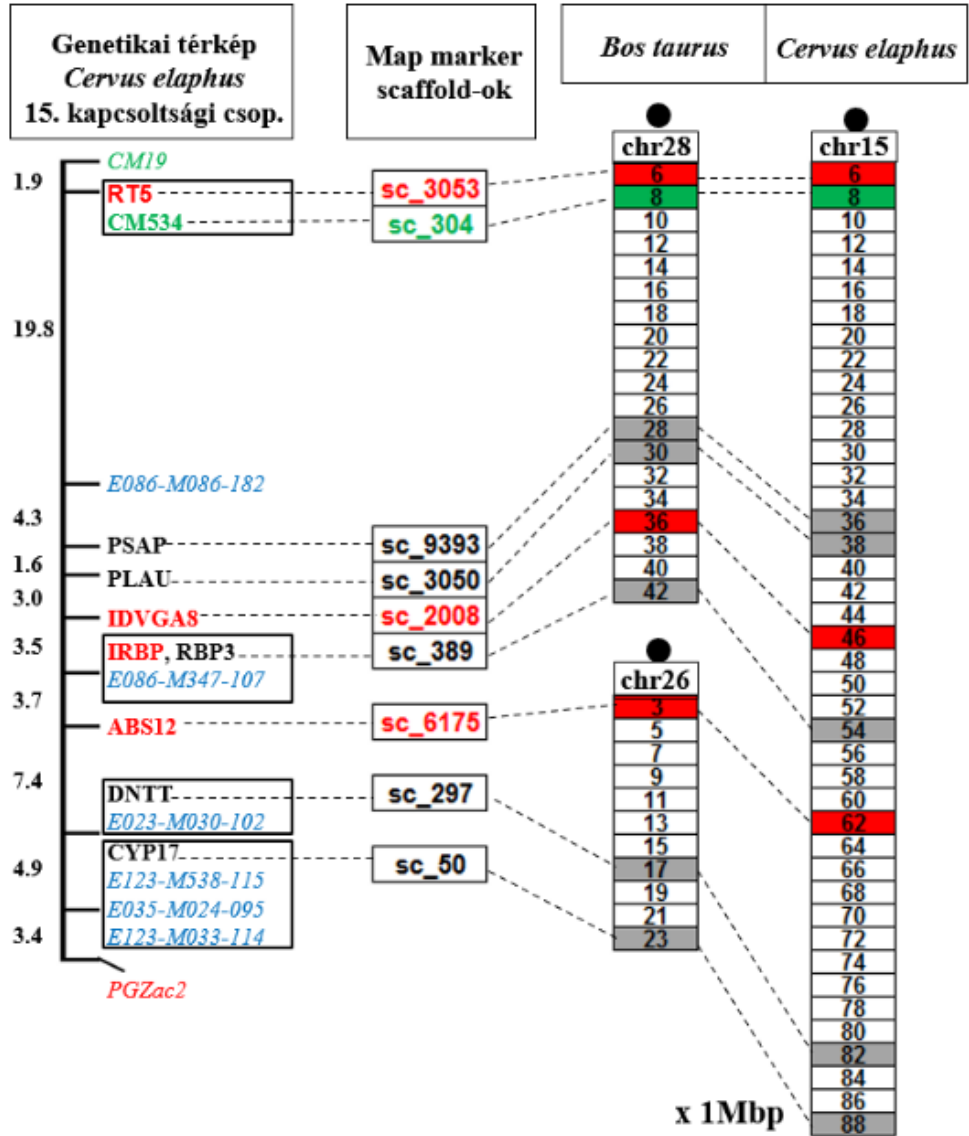 Genetikai térkép
Cervus elaphus
15. kapcsoltsági csop.
Map marker
scaffold-ok
Bos taurus
Cervus elaphus
1.9
19.8
4.3
1.6
3.0
3.5
3.7
7.4
4.9
3.4
CM19
RT5
CM534
E086-M086-182
PSAP
PLAU
IDVGA8
IRBP, RBP3
E086-M347-107
ABS12
DNTT
E023-M030-102
CYP17
E123-M538-115
E035-M024-095
E123-M033-114
PGZac2
sc_3053
sc_304
sc_9393
sc_3050
sc_2008
sc_389
sc_6175
sc_297
sc_50
chr28
6
8
10
12
14
16
18
20
22
24
26
28
30
32
34
36
38
40
42
chr26
3
5
7
9
11
13
15
17
19
21
23
chr15
6
8
10
12
14
16
18
20
22
24
26
28
30
32
34
36
38
40
42
44
46
48
50
52
54
56
58
60
62
64
66
68
70
72
74
76
78
80
82
84
86
88
x 1Mbp